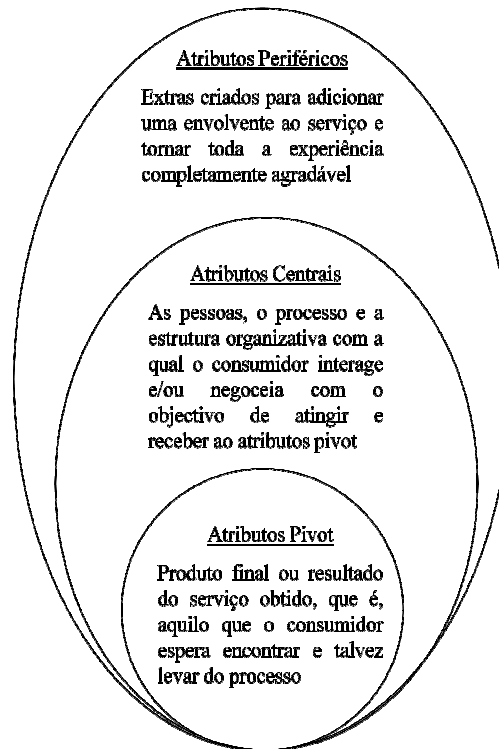 Atributos Periféricos
Extras criados para adicionar
uma envolvente ao serviço e
tornar toda a experiência
completamente agradável
Atributos Centrais
As pessoas, o processo e a
estrutura organizativa com a
qual o consumidor interage
e/ou negoceia com o
objectivo de atingir e
receber ao atributos pivot
Atributos Pivot
Produto final ou resultado
do serviço obtido, que é,
aquilo que o consumidor
espera encontrar e talvez
levar do processo